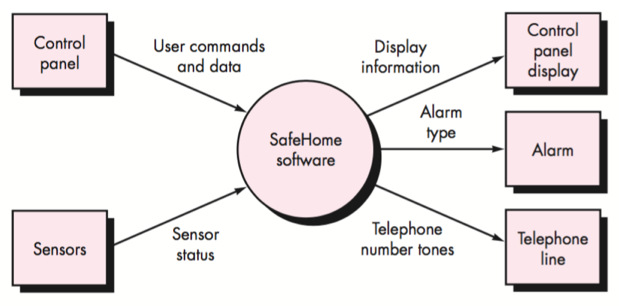 Control
panel
User commands
and data
Display
information
Control
panel
display
SafeHome
software
Alarm
type
Alarm
Sensors
Sensor
status
Telephone
number tones
Telephone
line